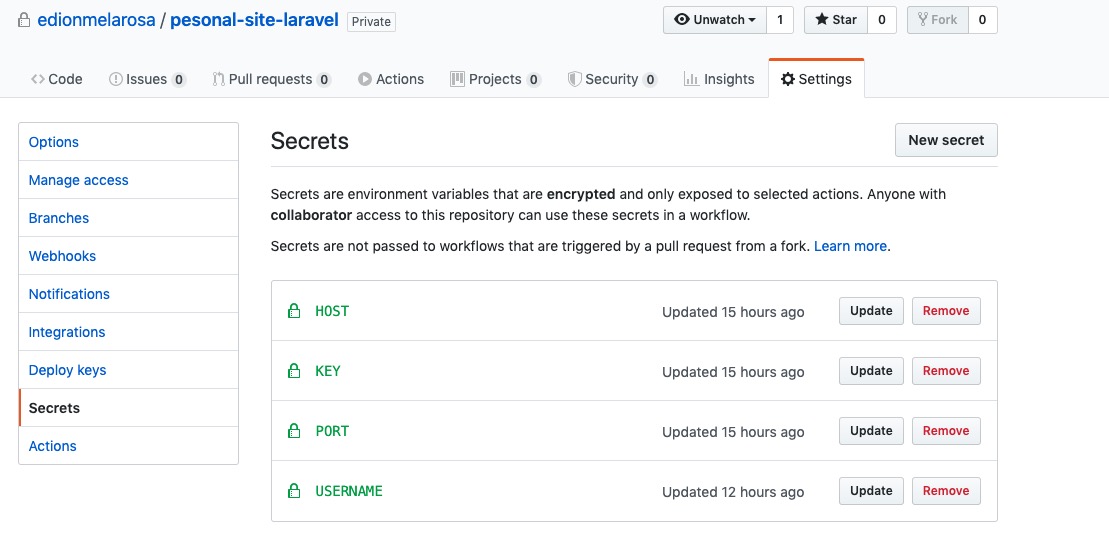 edionmelarosa / pesonal-site-laravel Private Unwatch 1 Star 0 Fork 0
Code Issues 0 Pull requests 0 Actions Projects 0 Security 0 Insights Settings
Options
Manage access
Branches
Webhooks
Notifications
Integrations
Deploy keys
Secrets
Actions
Secrets New secret
Secrets are environment variables that are encrypted and only exposed to selected actions. Anyone with
collaborator access to this repository can use these secrets in a workflow.
Secrets are not passed to workflows that are triggered by a pull request from a fork. Learn more.
HOST Updated 15 hours ago Update Remove
KEY Updated 15 hours ago Update Remove
PORT Updated 15 hours ago Update Remove
USERNAME Updated 12 hours ago Update Remove